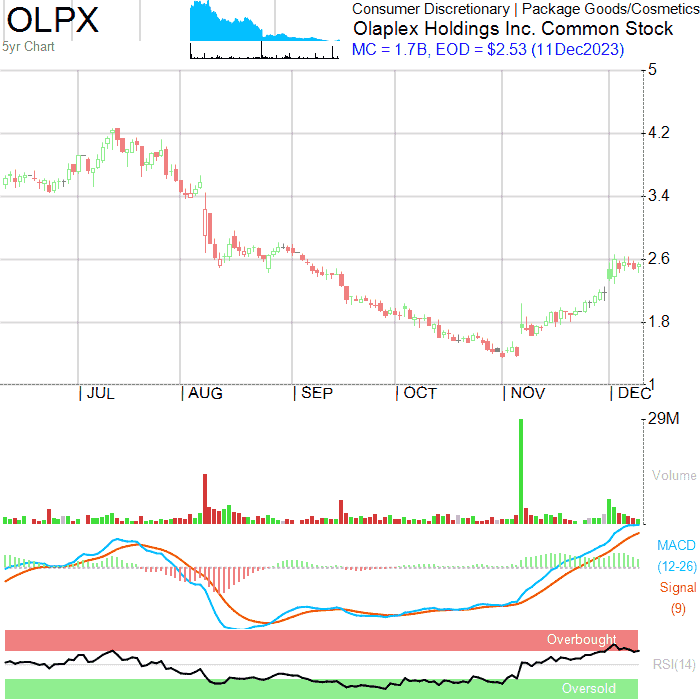 OLPX
5yr Chart
Consumer Discretionary | Package Goods/Cosmetics
Olaplex Holdings Inc. Common Stock
MC = 1.7B, EOD = $2.53 (11Dec2023)
5
4.2
3.4
2.6
1.8
1
| JUL | AUG | SEP | OCT | NOV | DEC
29M
Volume
MACD
(12-26)
Signal
(9)
Overbought
RSI(14)
Oversold